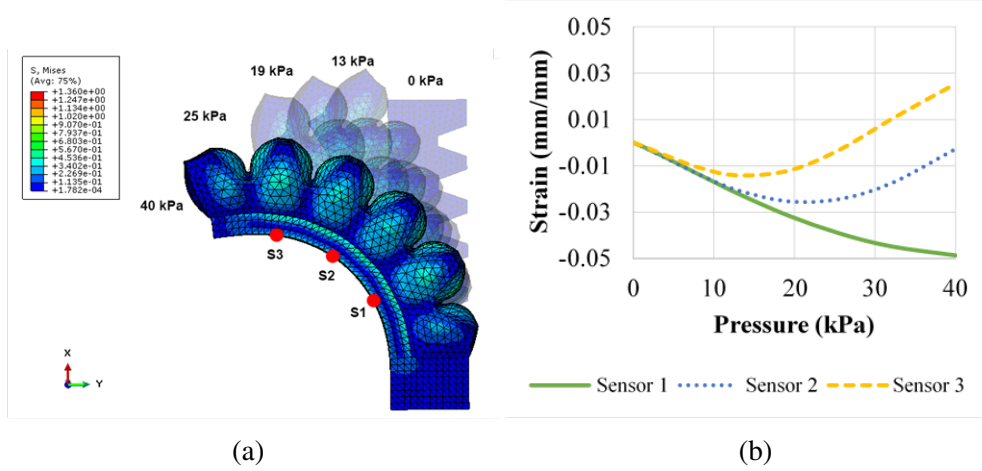 S, Mises
(Avg: 75%)
+1.360e+00
+1.247e+00
+1.134e+00
+1.020e+00
+9.070e-01
+7.937e-01
+6.803e-01
+5.670e-01
+4.536e-01
+3.402e-01
+2.269e-01
+1.135e-01
+1.782e-04
0 kPa
13 kPa
19 kPa
25 kPa
40 kPa
S3
S2
S1
X
Y
(a)
Strain (mm/mm)
0.05
0.03
0.01
-0.01
-0.03
-0.05
0 10 20 30 40
Pressure (kPa)
Sensor 1 Sensor 2 Sensor 3
(b)